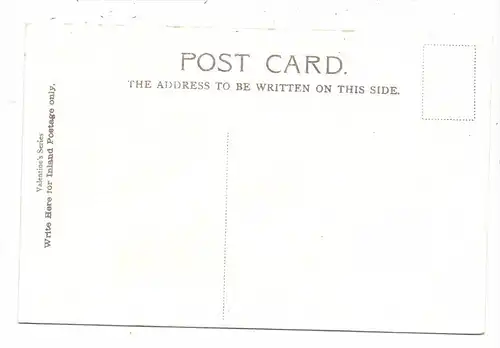 POST CARD.
THE ADDRESS TO BE WRITTEN ON THIS SIDE.
Valentine's Series
Write Here for Inland Postage only.